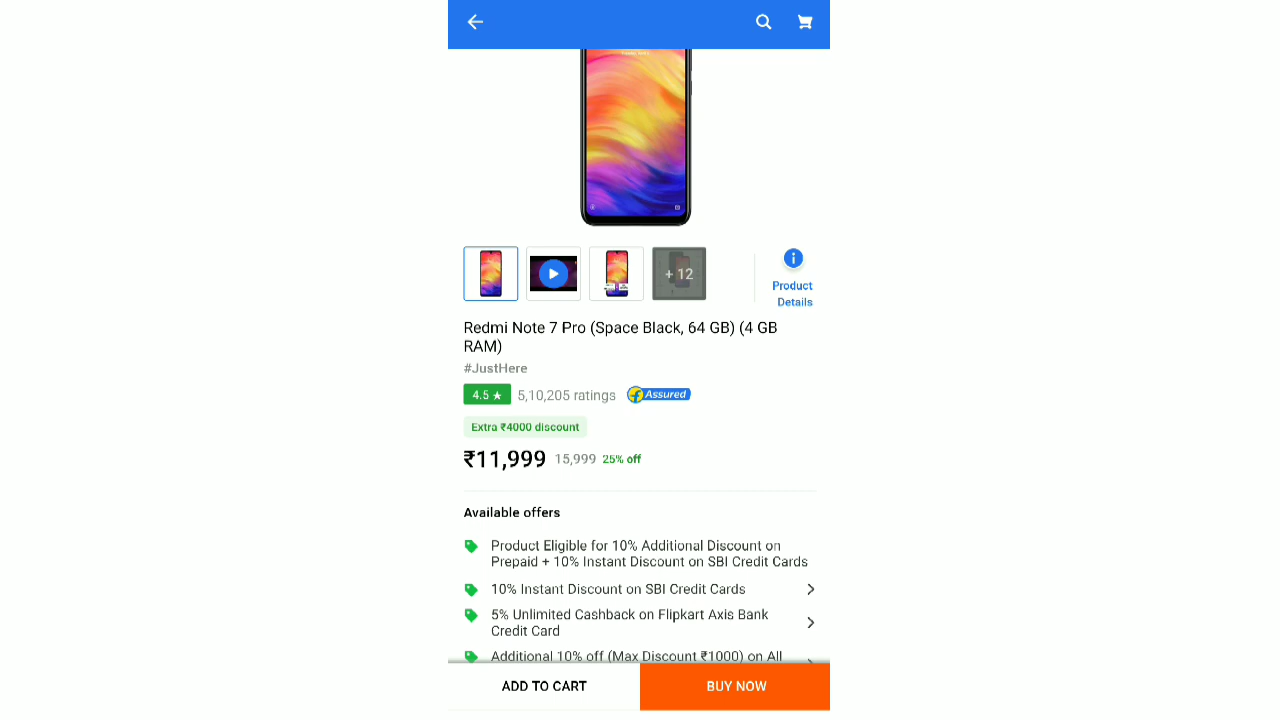 + 12
Product
Details
Redmi Note 7 Pro (Space Black, 64 GB) (4 GB
RAM)
#JustHere
4.5 ★ 5,10,205 ratings Assured
Extra ₹4000 discount
₹11,999 15,999 25% off
Available offers
Product Eligible for 10% Additional Discount on
Prepaid + 10% Instant Discount on SBI Credit Cards
10% Instant Discount on SBI Credit Cards
5% Unlimited Cashback on Flipkart Axis Bank
Credit Card
Additional 10% off (Max Discount ₹1000) on All
ADD TO CART BUY NOW